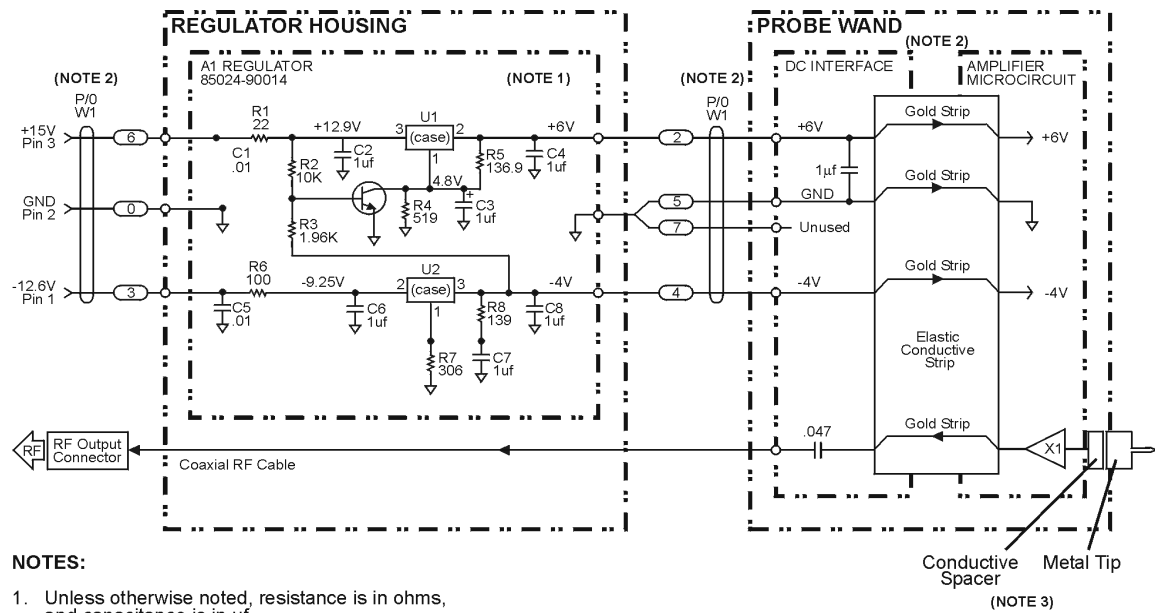 REGULATOR HOUSING
PROBE WAND
A1 REGULATOR
85024-90014
(NOTE 1)
(NOTE 2)
P/0
W1
+15V
Pin 3
6
R1
22
C1
.01
+12.9V
R2
10K
C2
1uf
3
U1
(case)
2
1
R5
136.9
+6V
C4
1uf
4.8V
+
R4
519
C3
1uf
GND
Pin 2
0
R3
1.96K
-12.6V
Pin 1
3
R6
100
C5
.01
-9.25V
C6
1uf
2
U2
(case)
3
1
-4V
R8
139
C8
1uf
R7
306
C7
1uf
(NOTE 2)
P/0
W1
2
5
7
4
(NOTE 2)
DC INTERFACE
AMPLIFIER
MICROCIRCUIT
+6V
1µf
GND
Unused
-4V
Gold Strip
+6V
Gold Strip
Gold Strip
-4V
Elastic
Conductive
Strip
Gold Strip
.047
X1
RF
RF Output
Connector
Coaxial RF Cable
Conductive
Spacer
Metal Tip
(NOTE 3)
NOTES:
1. Unless otherwise noted, resistance is in ohms,
and capacitance is in uf.